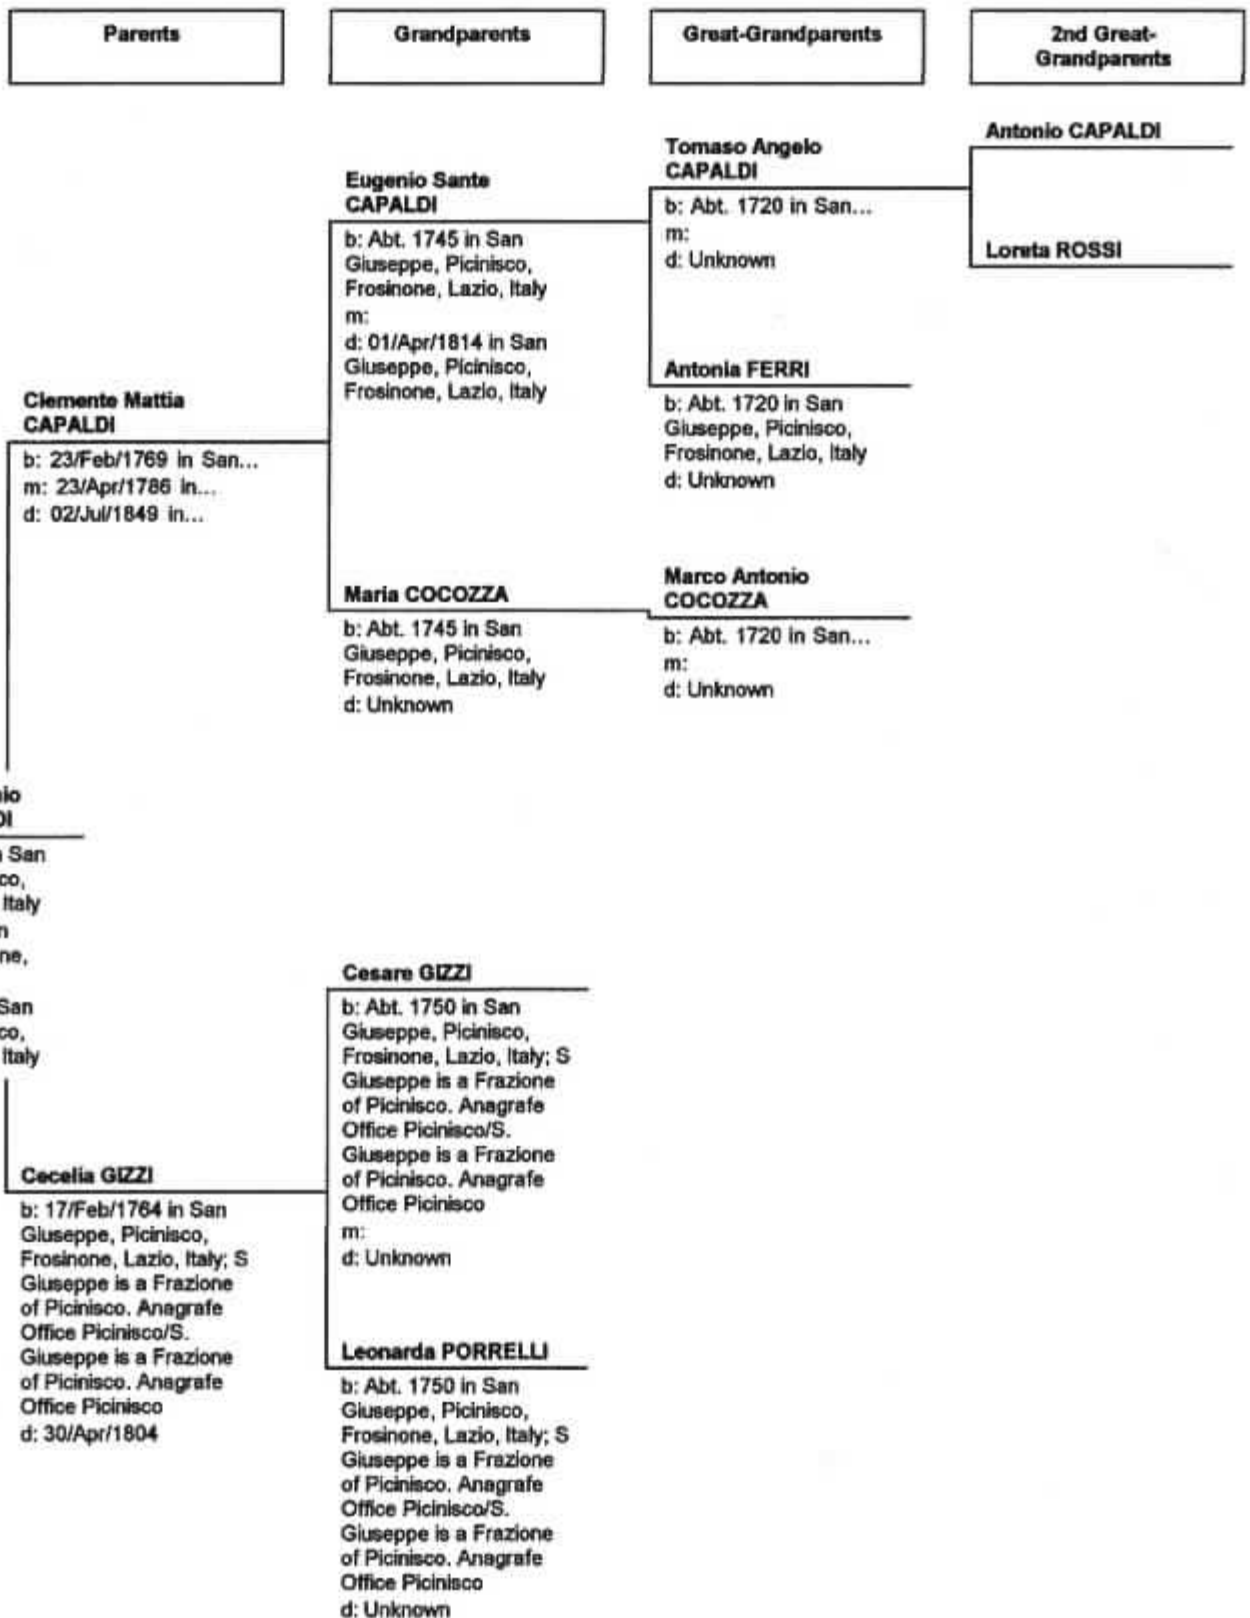 Parents
Grandparents
Great-Grandparents
2nd Great-
Grandparents
Antonio CAPALDI
Tomaso Angelo
CAPALDI
b: Abt. 1720 in San...
m:
d: Unknown
Loreta ROSSI
Eugenio Sante
CAPALDI
b: Abt. 1745 in San
Giuseppe, Picinisco,
Frosinone, Lazio, Italy
m:
d: 01/Apr/1814 in San
Giuseppe, Picinisco,
Frosinone, Lazio, Italy
Antonia FERRI
b: Abt. 1720 in San
Giuseppe, Picinisco,
Frosinone, Lazio, Italy
d: Unknown
Clemente Mattia
CAPALDI
b: 23/Feb/1769 in San...
m: 23/Apr/1786 in...
d: 02/Jul/1849 in...
Maria COCOZZA
b: Abt. 1745 in San
Giuseppe, Picinisco,
Frosinone, Lazio, Italy
d: Unknown
Marco Antonio
COCOZZA
b: Abt. 1720 in San...
m:
d: Unknown
io
DI
San
co,
Italy
n
ne,
San
co,
Italy
Cesare GIZZI
b: Abt. 1750 in San
Giuseppe, Picinisco,
Frosinone, Lazio, Italy; S
Giuseppe is a Frazione
of Picinisco. Anagrafe
Office Picinisco/S.
Giuseppe is a Frazione
of Picinisco. Anagrafe
Office Picinisco
m:
d: Unknown
Cecelia GIZZI
b: 17/Feb/1764 in San
Giuseppe, Picinisco,
Frosinone, Lazio, Italy; S
Giuseppe is a Frazione
of Picinisco. Anagrafe
Office Picinisco/S.
Giuseppe is a Frazione
of Picinisco. Anagrafe
Office Picinisco
d: 30/Apr/1804
Leonarda PORRELLI
b: Abt. 1750 in San
Giuseppe, Picinisco,
Frosinone, Lazio, Italy; S
Giuseppe is a Frazione
of Picinisco. Anagrafe
Office Picinisco/S.
Giuseppe is a Frazione
of Picinisco. Anagrafe
Office Picinisco
d: Unknown